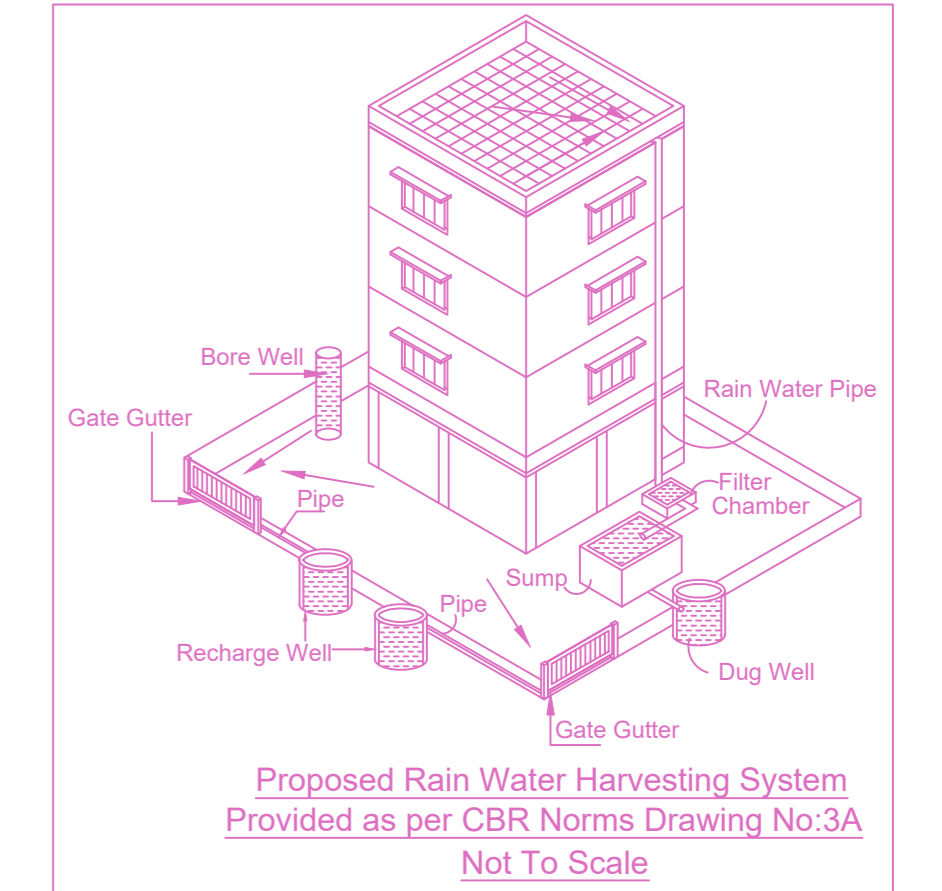 Bore Well
Gate Gutter
Rain Water Pipe
Pipe
Filter
Chamber
Sump
Pipe
Recharge Well
Dug Well
Gate Gutter
Proposed Rain Water Harvesting System
Provided as per CBR Norms Drawing No:3A
Not To Scale